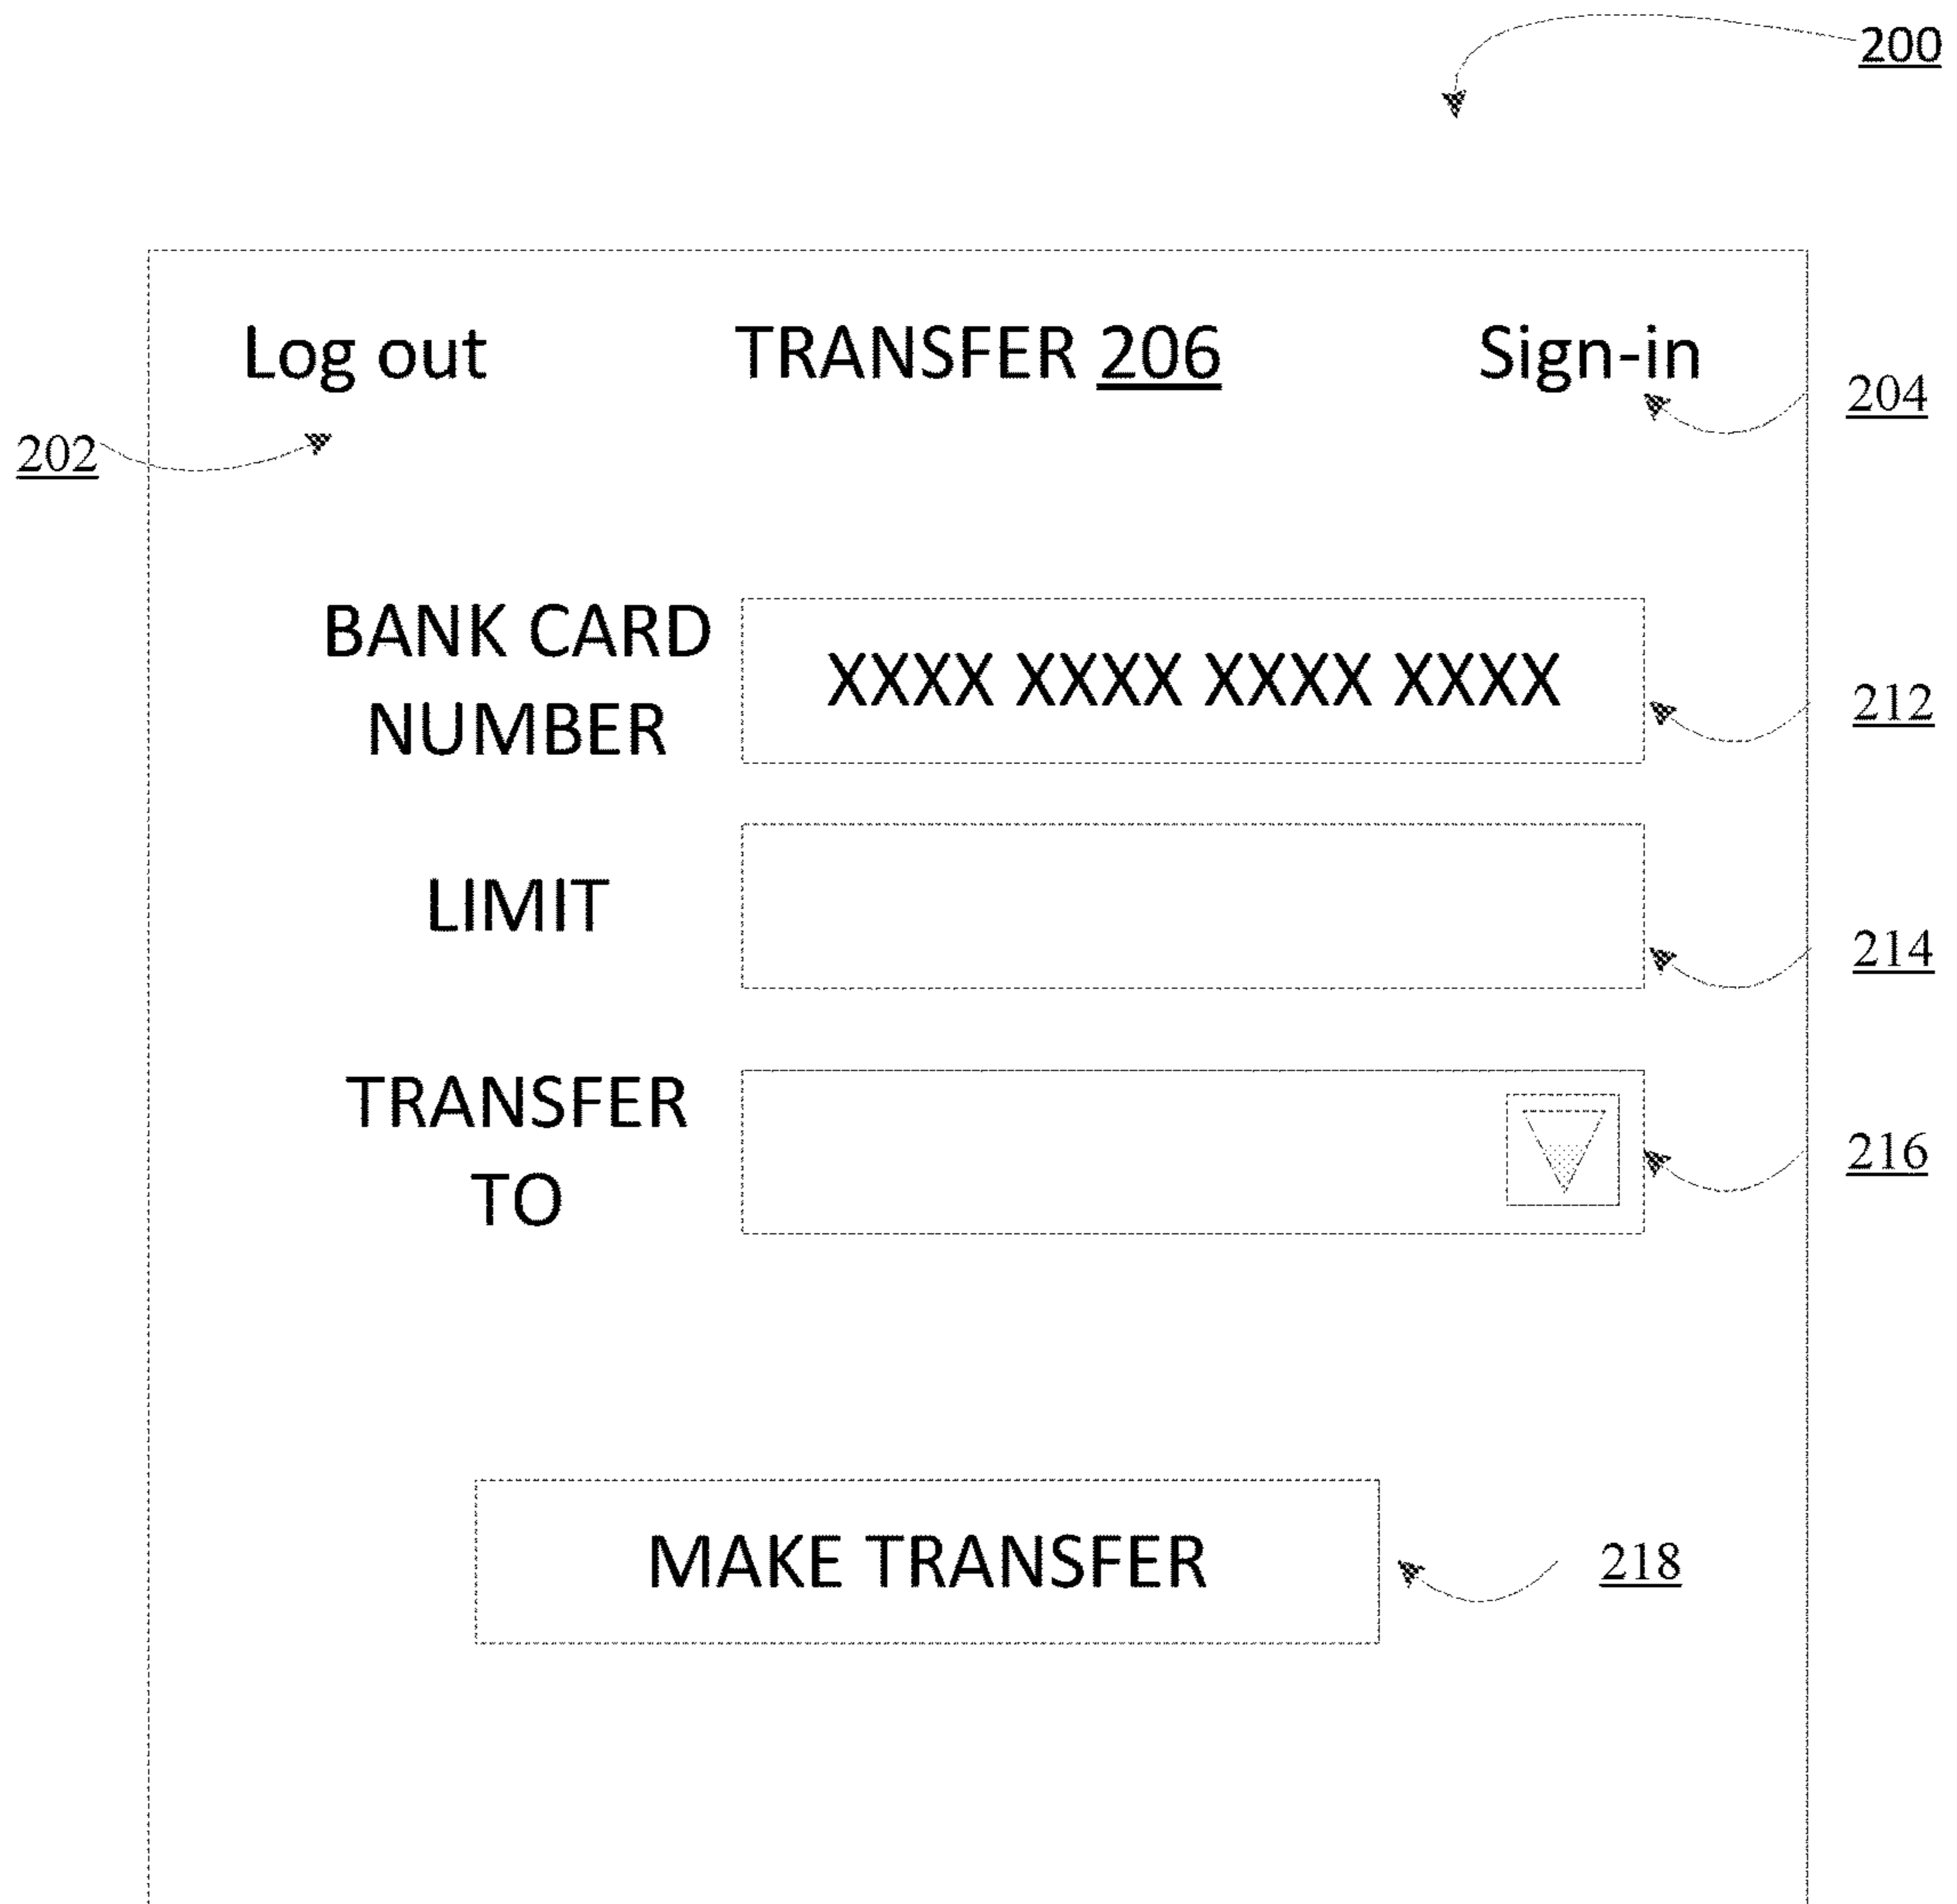 200
Log out TRANSFER 206 Sign-in
204
202
BANK CARD
NUMBER
XXXX XXXX XXXX XXXX
212
LIMIT
214
TRANSFER
TO
216
MAKE TRANSFER
218